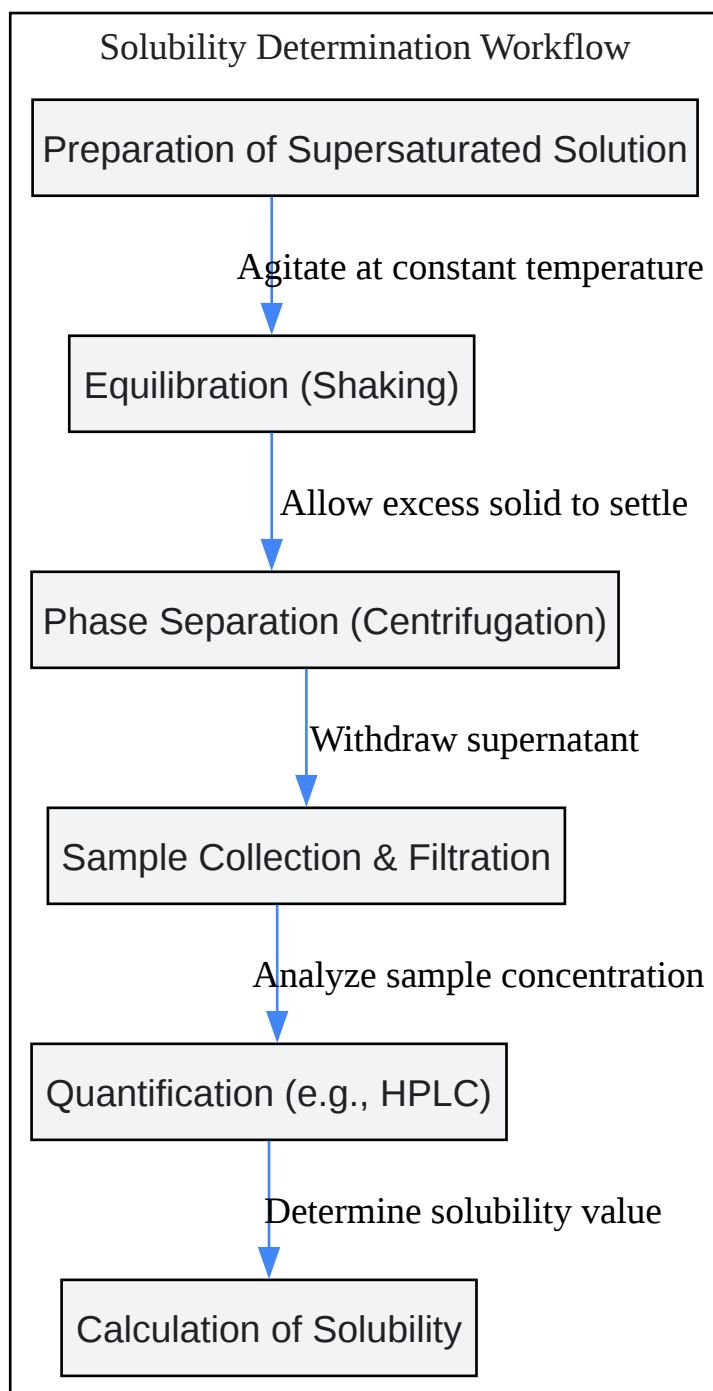 Solubility Determination Workflow
Preparation of Supersaturated Solution
Agitate at constant temperature
Equilibration (Shaking)
Allow excess solid to settle
Phase Separation (Centrifugation)
Withdraw supernatant
Sample Collection & Filtration
Analyze sample concentration
Quantification (e.g., HPLC)
Determine solubility value
Calculation of Solubility